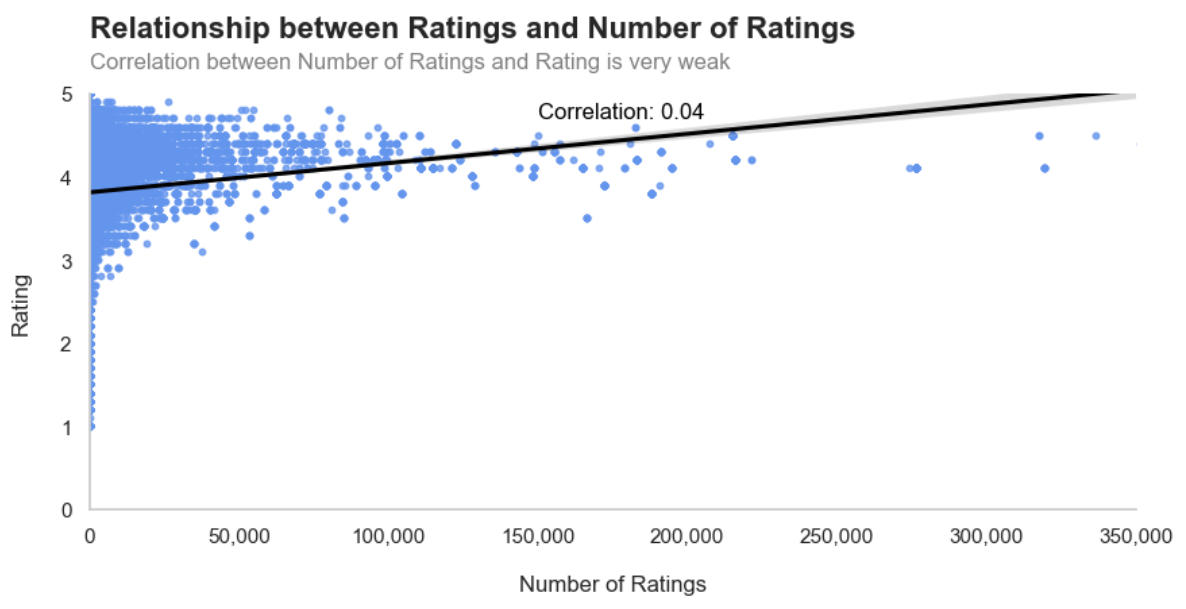 Relationship between Ratings and Number of Ratings
Correlation between Number of Ratings and Rating is very weak
Correlation: 0.04
5
4
3
2
1
0
Rating
0 50,000 100,000 150,000 200,000 250,000 300,000 350,000
Number of Ratings